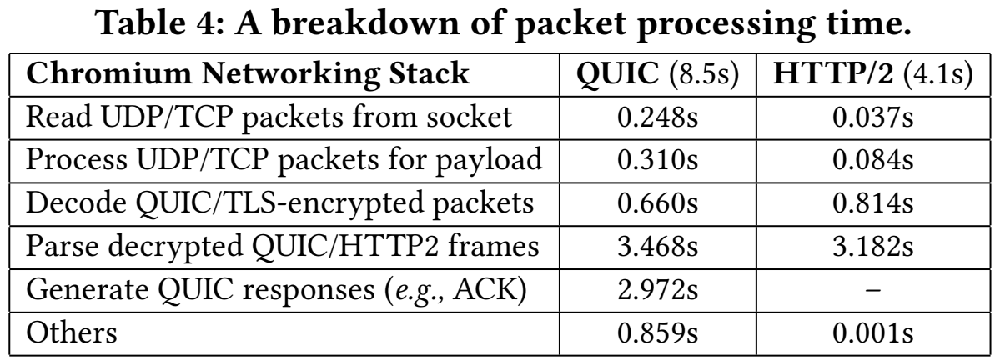 Table 4: A breakdown of packet processing time.
Chromium Networking Stack QUIC (8.5s) HTTP/2 (4.1s)
Read UDP/TCP packets from socket 0.248s 0.037s
Process UDP/TCP packets for payload 0.310s 0.084s
Decode QUIC/TLS-encrypted packets 0.660s 0.814s
Parse decrypted QUIC/HTTP2 frames 3.468s 3.182s
Generate QUIC responses (e.g., ACK) 2.972s –
Others 0.859s 0.001s